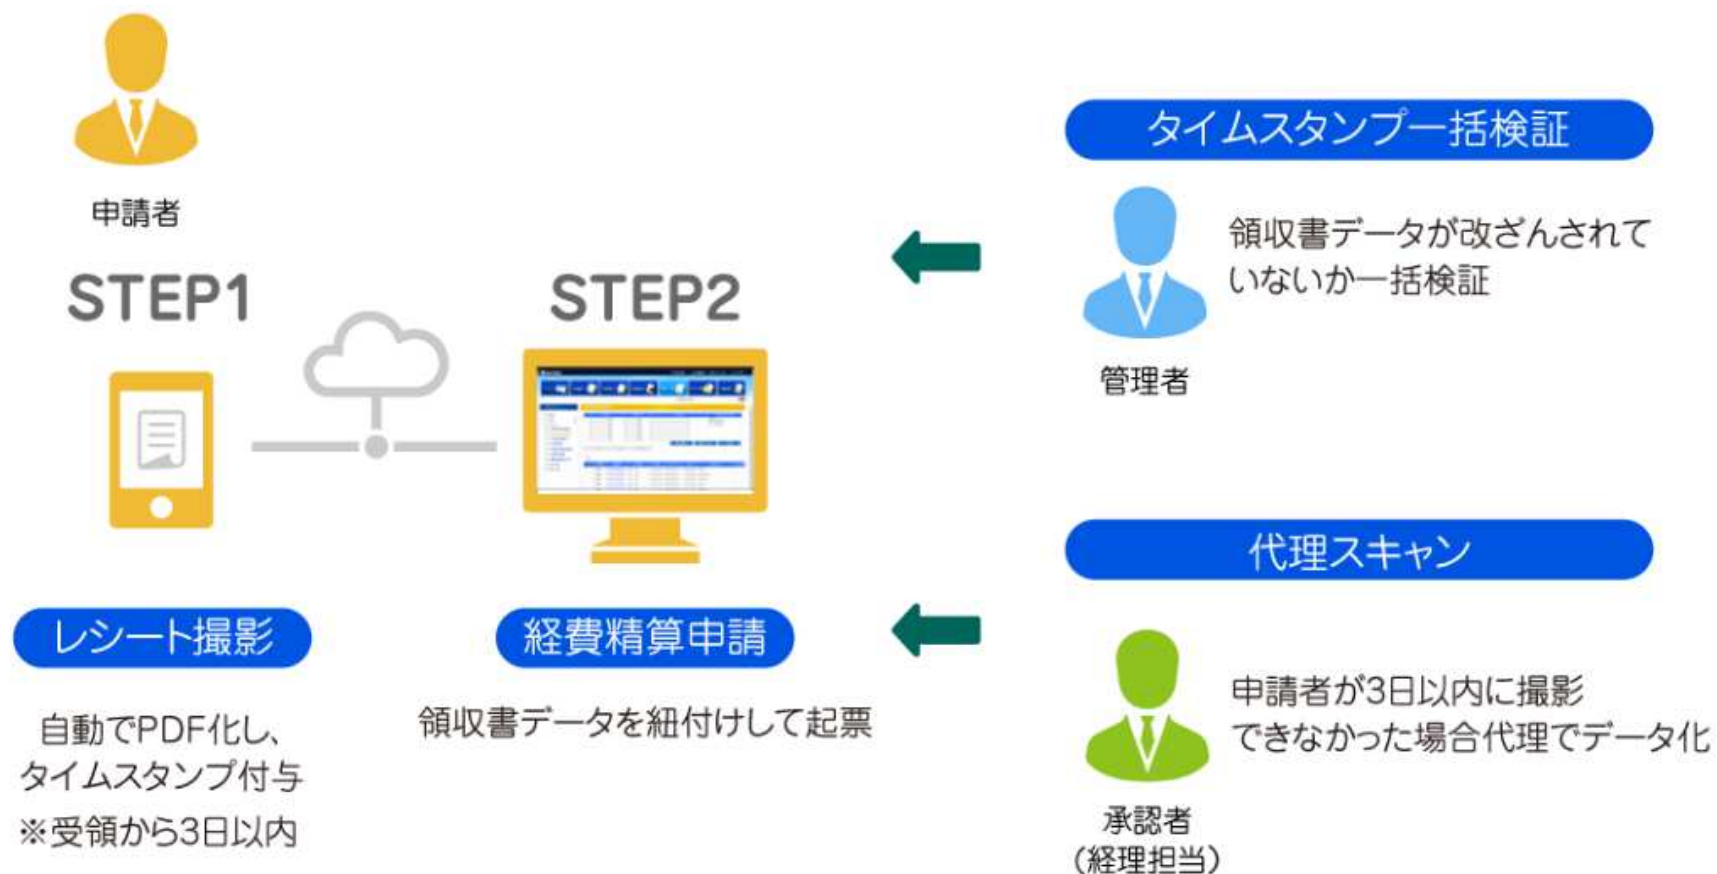 申請者
STEP1
STEP2
レシート撮影
自動でPDF化し、
タイムスタンプ付与
※受領から3日以内
経費精算申請
領収書データを紐付けして起票
タイムスタンプ一括検証
領収書データが改ざんされて
いないか一括検証
管理者
代理スキャン
申請者が3日以内に撮影
できなかった場合代理でデータ化
承認者
(経理担当)